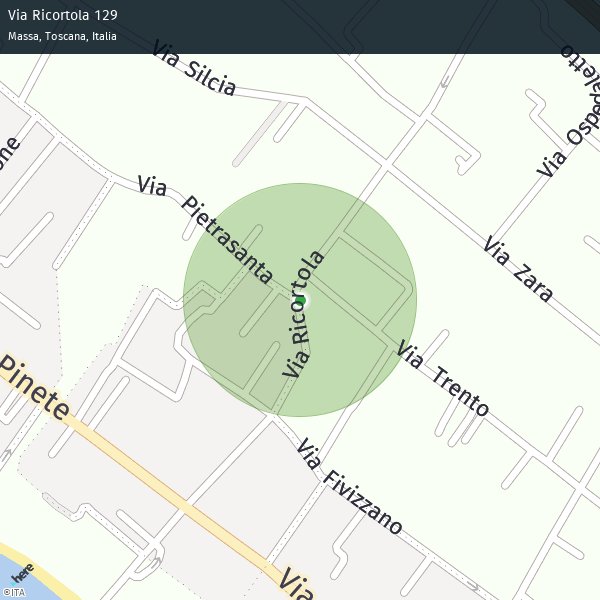 Via Ricortola 129
Massa, Toscana, Italia
Via Silcia
Via Ospedaletto
Via Pietrasanta
Via Ricortola
Via Zara
Via Trento
Pinete
Via Fivizzano
Via
here
©ITA